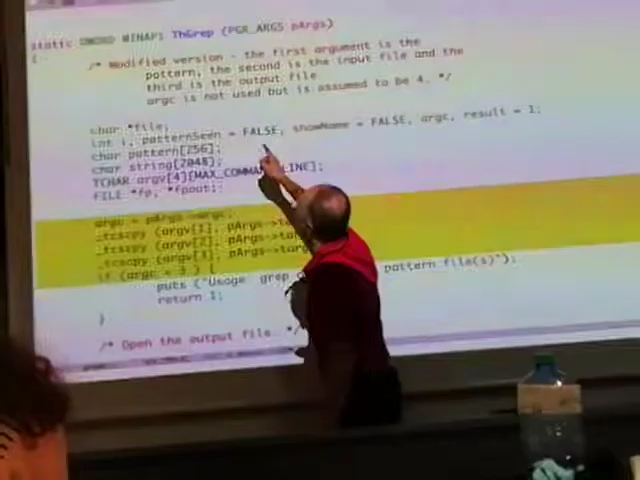 static DWORD WINAPI ThGrep (PGR_ARGS pArgs)
{
/* Modified version - the first argument is the
pattern, the second is the input file and the
third is the output file
argc is not used but is assumed to be 4. */
char *file;
int i, patternSeen = FALSE, showName = FALSE, argc, result = 1;
char pattern[256];
char string[2048];
TCHAR argv[4][MAX_COMMAND_LINE];
FILE *fp, *fpout;
argc = pArgs->argc;
_tcscpy (argv[1], pArgs->targ
_tcscpy (argv[2], pArgs->targ
_tcscpy (argv[3], pArgs->targ
if (argc < 3 ) {
puts ("Usage grep pattern file(s)");
return 1;
}
/* Open the output file. */